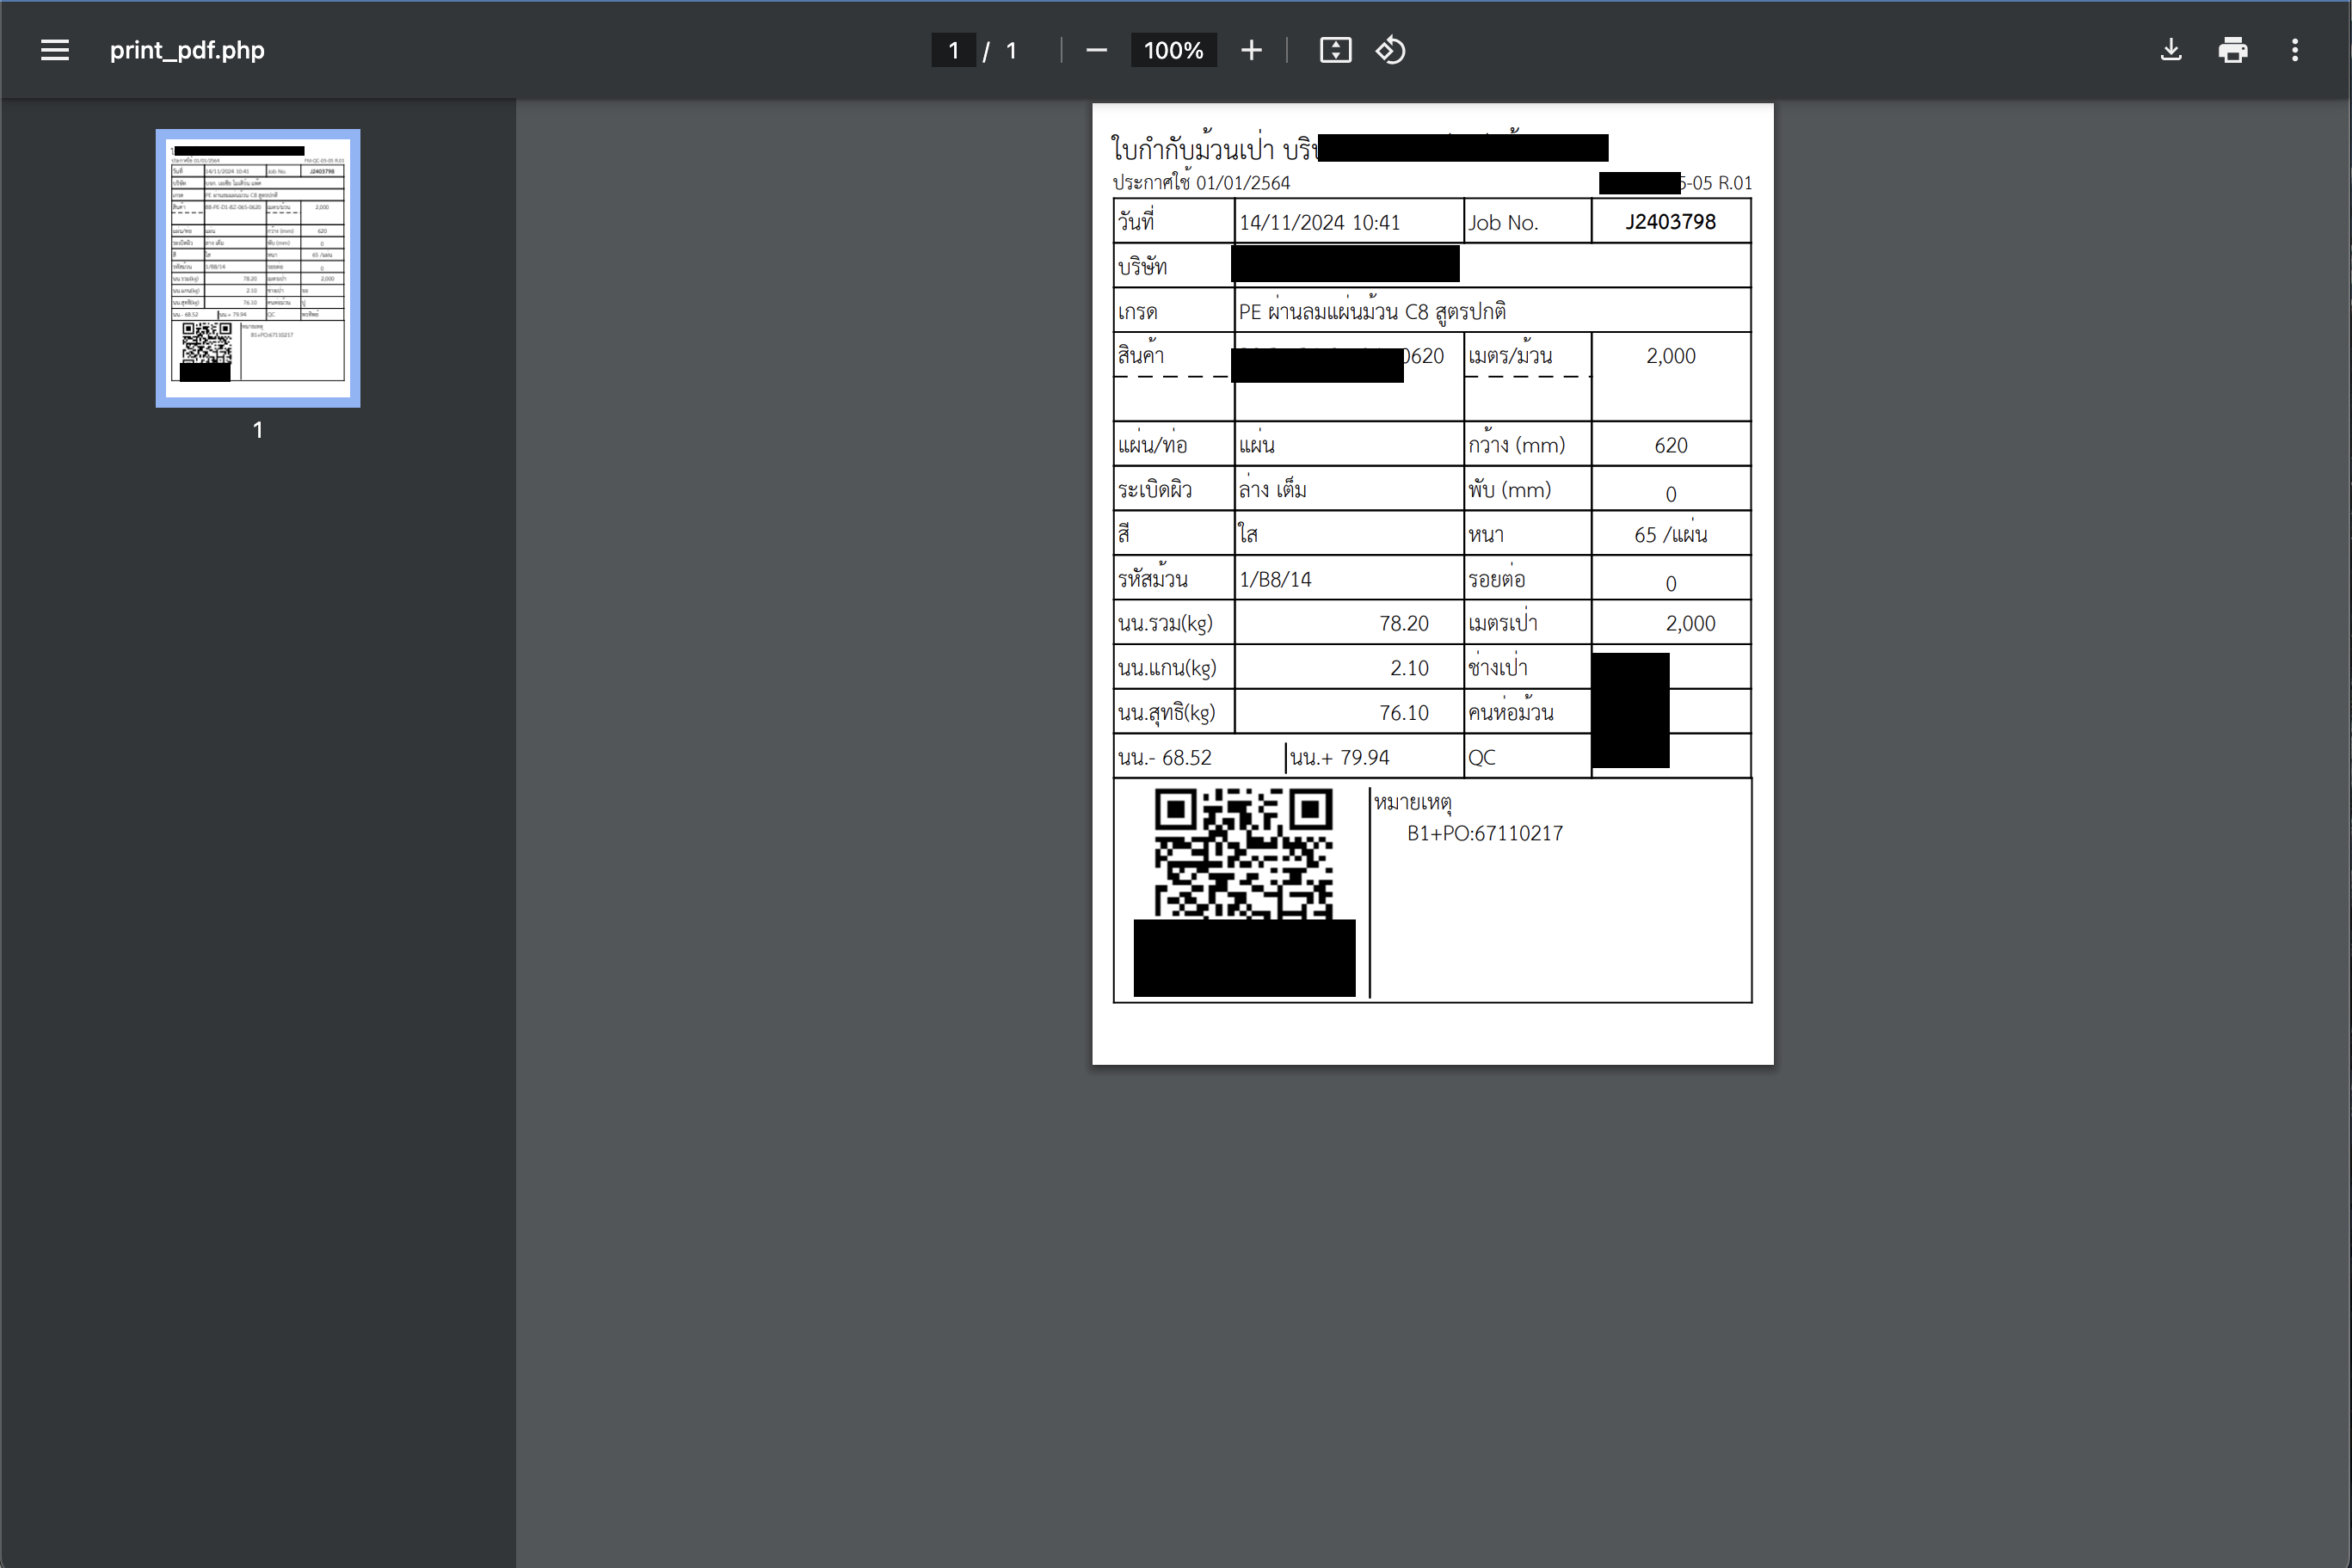 print_pdf.php
1 / 1
100%
1
ใบกำกับม้วนเป่า
ประกาศใช้ 01/01/2564 5-05 R.01
วันที่ 14/11/2024 10:41 Job No. J2403798
บริษัท
เกรด PE ผ่านลมแผ่นม้วน C8 สูตรปกติ
สินค้า 0620 เมตร/ม้วน 2,000
แผ่น/ท่อ แผ่น กว้าง (mm) 620
ระเบิดผิว ล่าง เต็ม พับ (mm) 0
สี ใส หนา 65 /แผ่น
รหัสม้วน 1/B8/14 รอยต่อ 0
นน.รวม(kg) 78.20 เมตรเป่า 2,000
นน.แกน(kg) 2.10 ช่างเป่า
นน.สุทธิ(kg) 76.10 คนห่อม้วน
นน.- 68.52 นน.+ 79.94 QC
หมายเหตุ
B1+PO:67110217